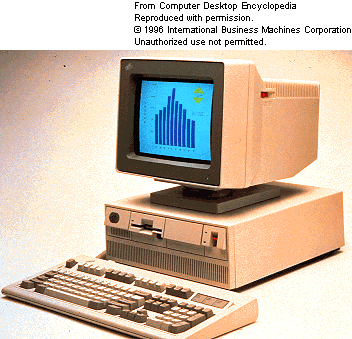 From Computer Desktop Encyclopedia
Reproduced with permission.
© 1996 International Business Machines Corporation
Unauthorized use not permitted.